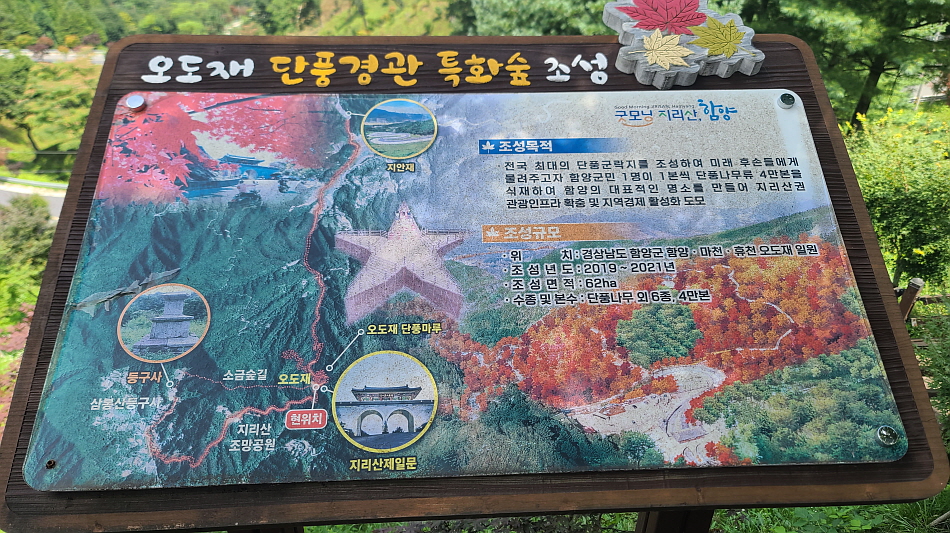 오도재 단풍경관 특화숲 조성
Good Morning JIRISAN, Hamyang
굿모닝 지리산 함양
조성목적
· 전국 최대의 단풍군락지를 조성하여 미래 후손들에게
물려주고자 함양군민 1명이 1본씩 단풍나무류 4만본을
식재하여 함양의 대표적인 명소를 만들어 지리산권
관광인프라 확충 및 지역경제 활성화 도모
조성규모
· 위 치 : 경상남도 함양군 함양 · 마천 · 휴천 오도재 일원
· 조 성 년 도 : 2019 ~ 2021년
· 조 성 면 적 : 62ha
· 수종 및 본수 : 단풍나무 외 6종, 4만본
지안재
오도재 단풍마루
등구사
소금숲길
오도재
삼봉산등구사
현위치
지리산
조망공원
지리산제일문